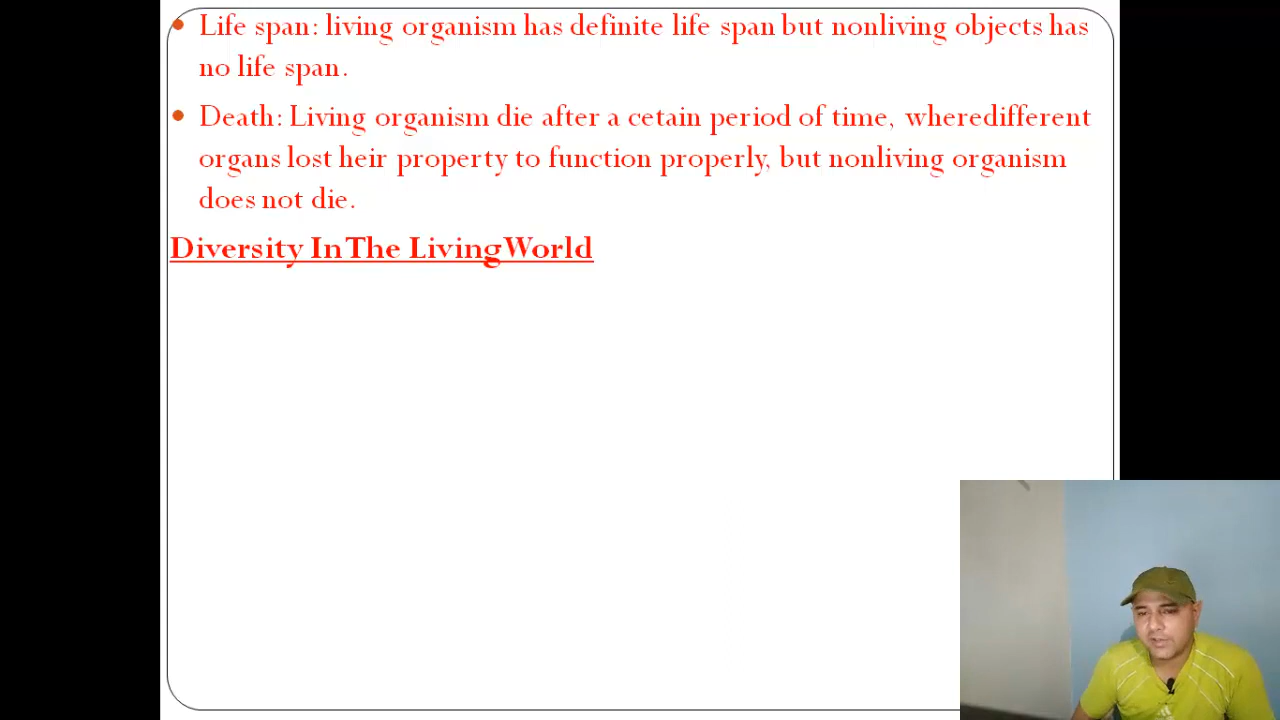 Life span: living organism has definite life span but nonliving objects has
no life span.
Death: Living organism die after a cetain period of time, wheredifferent
organs lost heir property to function properly, but nonliving organism
does not die.
Diversity In The Living World